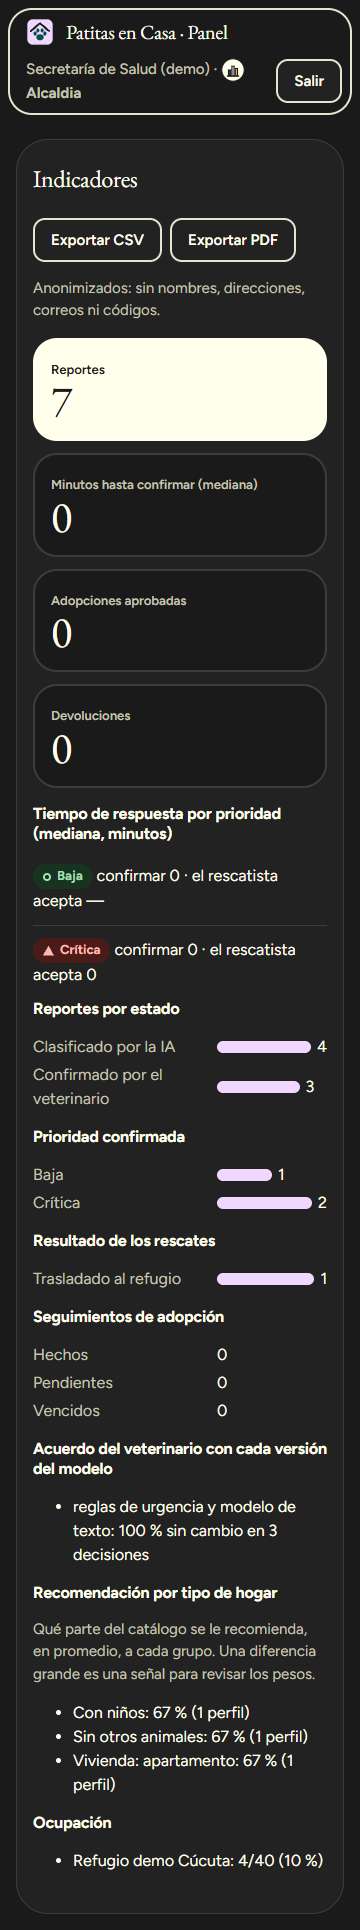 Patitas en Casa · Panel
Secretaría de Salud (demo) ·
Alcaldia
Salir
Indicadores
Exportar CSV
Exportar PDF
Anonimizados: sin nombres, direcciones,
correos ni códigos.
Reportes
7
Minutos hasta confirmar (mediana)
0
Adopciones aprobadas
0
Devoluciones
0
Tiempo de respuesta por prioridad
(mediana, minutos)
Baja confirmar 0 · el rescatista
acepta —
Crítica confirmar 0 · el rescatista
acepta 0
Reportes por estado
Clasificado por la IA 4
Confirmado por el
veterinario 3
Prioridad confirmada
Baja 1
Crítica 2
Resultado de los rescates
Trasladado al refugio 1
Seguimientos de adopción
Hechos 0
Pendientes 0
Vencidos 0
Acuerdo del veterinario con cada versión
del modelo
• reglas de urgencia y modelo de
texto: 100 % sin cambio en 3
decisiones
Recomendación por tipo de hogar
Qué parte del catálogo se le recomienda,
en promedio, a cada grupo. Una diferencia
grande es una señal para revisar los pesos.
• Con niños: 67 % (1 perfil)
• Sin otros animales: 67 % (1 perfil)
• Vivienda: apartamento: 67 % (1
perfil)
Ocupación
• Refugio demo Cúcuta: 4/40 (10 %)